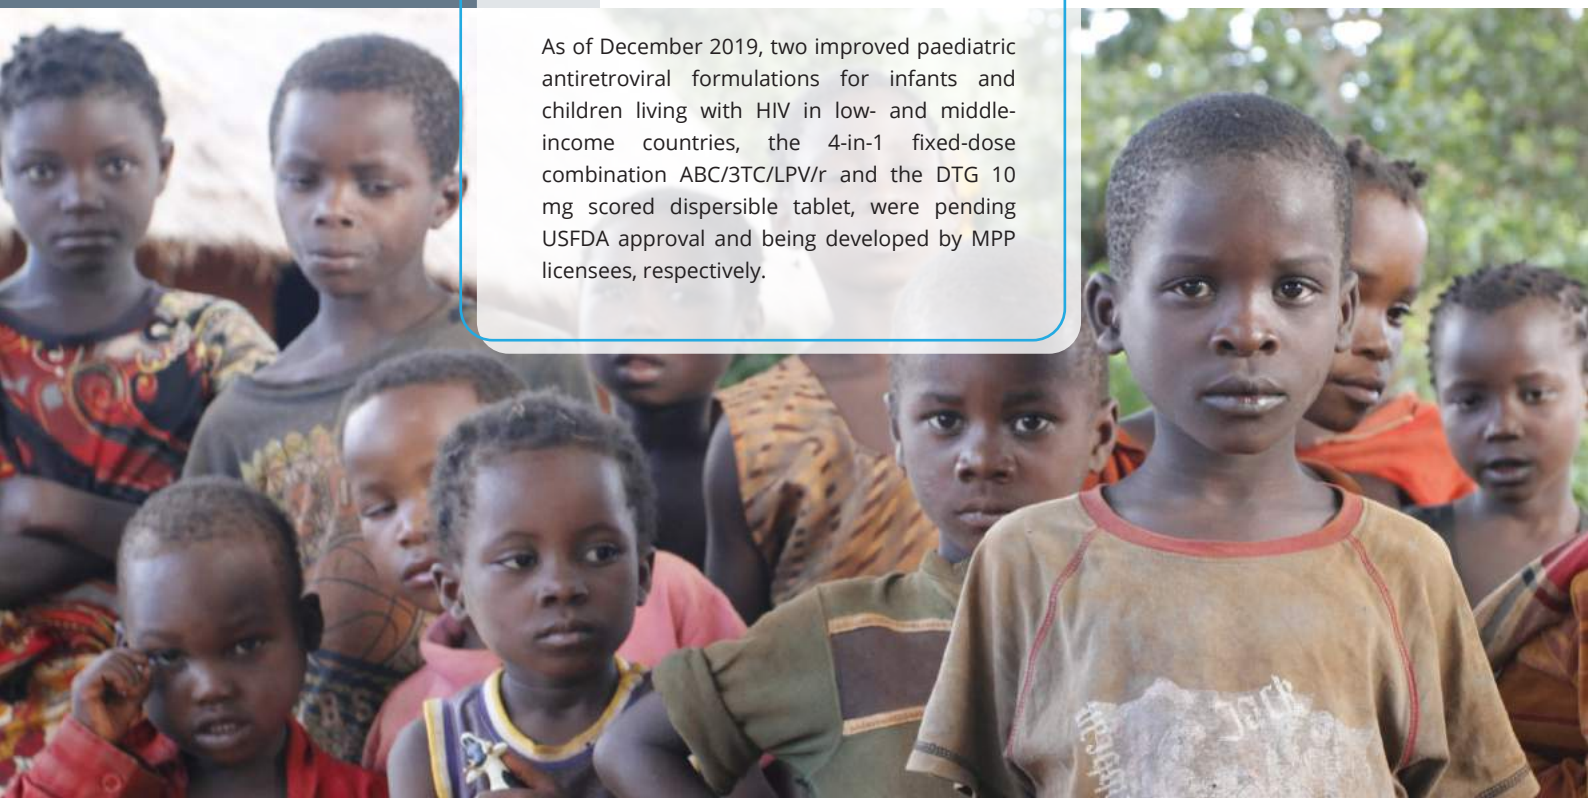 As of December 2019, two improved paediatric
antiretroviral formulations for infants and
children living with HIV in low- and middle-
income countries, the 4-in-1 fixed-dose
combination ABC/3TC/LPV/r and the DTG 10
mg scored dispersible tablet, were pending
USFDA approval and being developed by MPP
licensees, respectively.